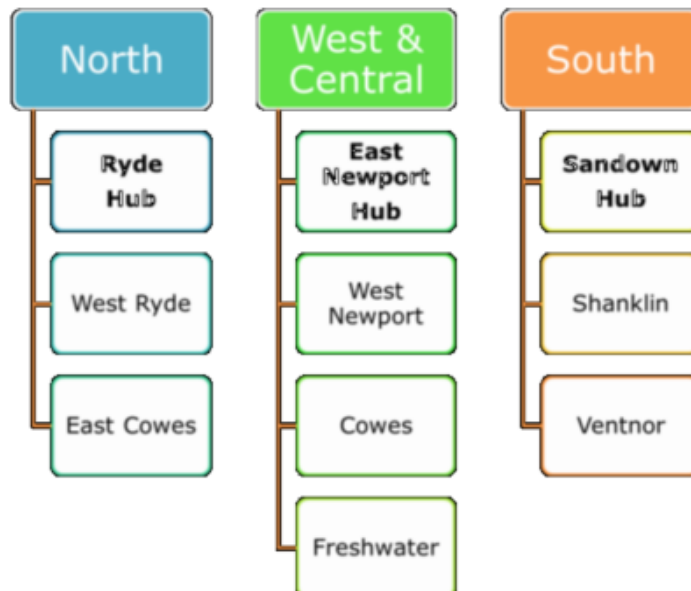 North
Ryde
Hub
West Ryde
East Cowes
West &
Central
East
Newport
Hub
West
Newport
Cowes
Freshwater
South
Sandown
Hub
Shanklin
Ventnor